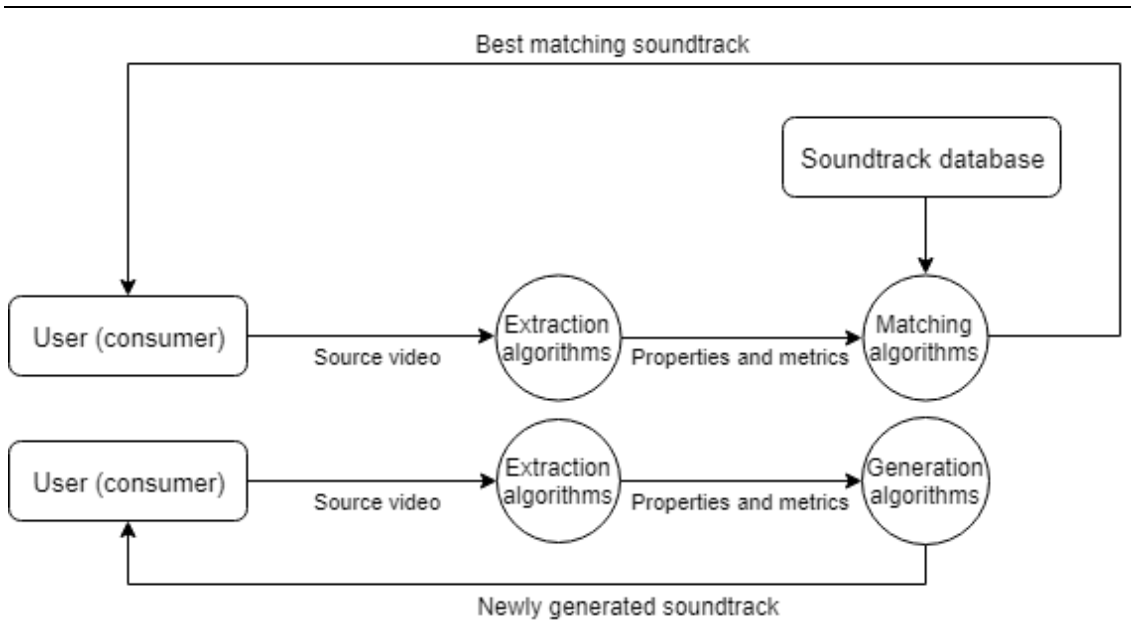 Best matching soundtrack
Soundtrack database
User (consumer)
Source video
Extraction
algorithms
Properties and metrics
Matching
algorithms
User (consumer)
Source video
Extraction
algorithms
Properties and metrics
Generation
algorithms
Newly generated soundtrack